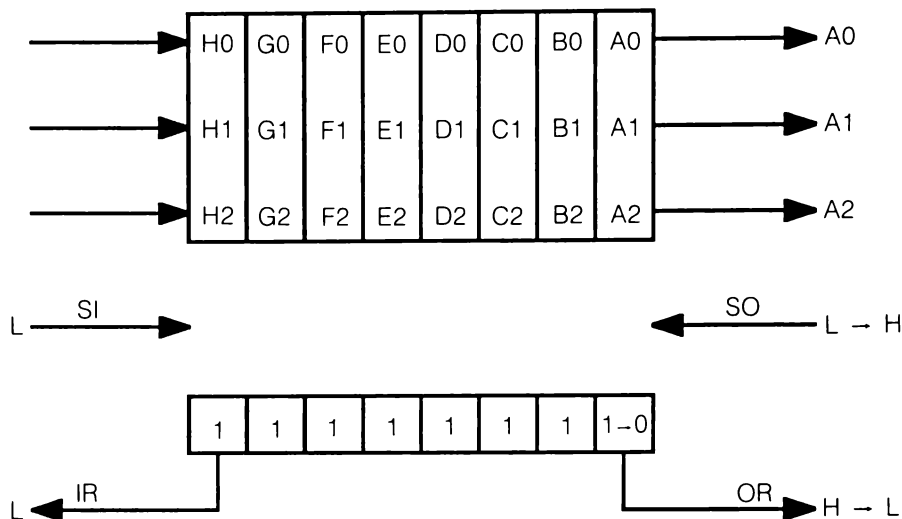 H0 G0 F0 E0 D0 C0 B0 A0 A0
H1 G1 F1 E1 D1 C1 B1 A1 A1
H2 G2 F2 E2 D2 C2 B2 A2 A2
L SI SO L → H
1 1 1 1 1 1 1 1→0
L IR OR H → L